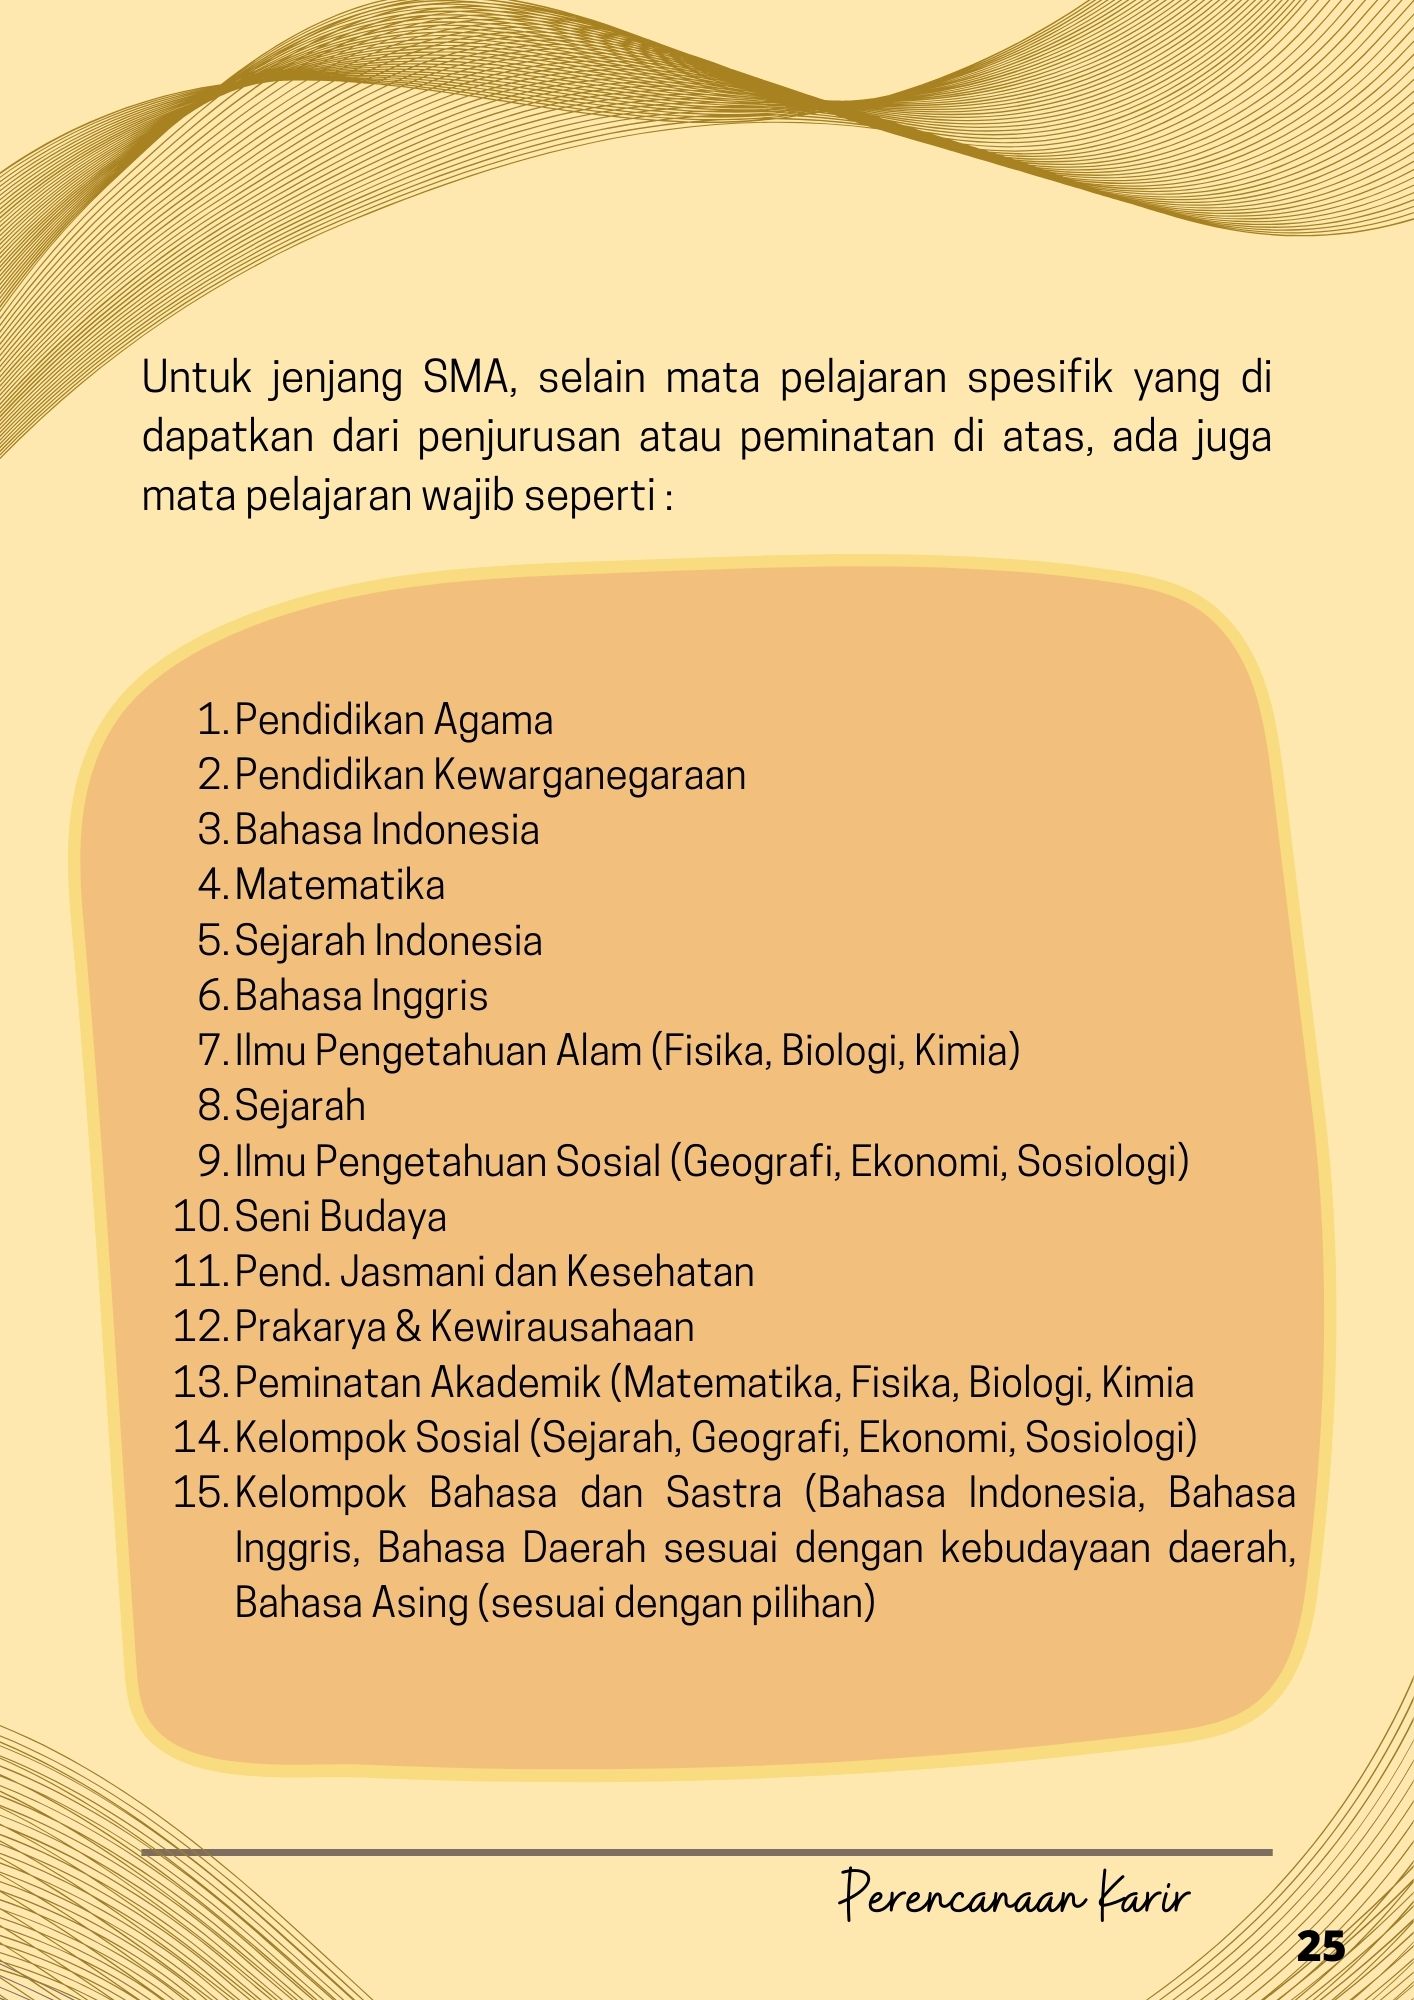 Untuk jenjang SMA, selain mata pelajaran spesifik yang di
dapatkan dari penjurusan atau peminatan di atas, ada juga
mata pelajaran wajib seperti :
1. Pendidikan Agama
2. Pendidikan Kewarganegaraan
3. Bahasa Indonesia
4. Matematika
5. Sejarah Indonesia
6. Bahasa Inggris
7. Ilmu Pengetahuan Alam (Fisika, Biologi, Kimia)
8. Sejarah
9. Ilmu Pengetahuan Sosial (Geografi, Ekonomi, Sosiologi)
10. Seni Budaya
11. Pend. Jasmani dan Kesehatan
12. Prakarya & Kewirausahaan
13. Peminatan Akademik (Matematika, Fisika, Biologi, Kimia
14. Kelompok Sosial (Sejarah, Geografi, Ekonomi, Sosiologi)
15. Kelompok Bahasa dan Sastra (Bahasa Indonesia, Bahasa
Inggris, Bahasa Daerah sesuai dengan kebudayaan daerah,
Bahasa Asing (sesuai dengan pilihan)
Perencanaan Karir
25